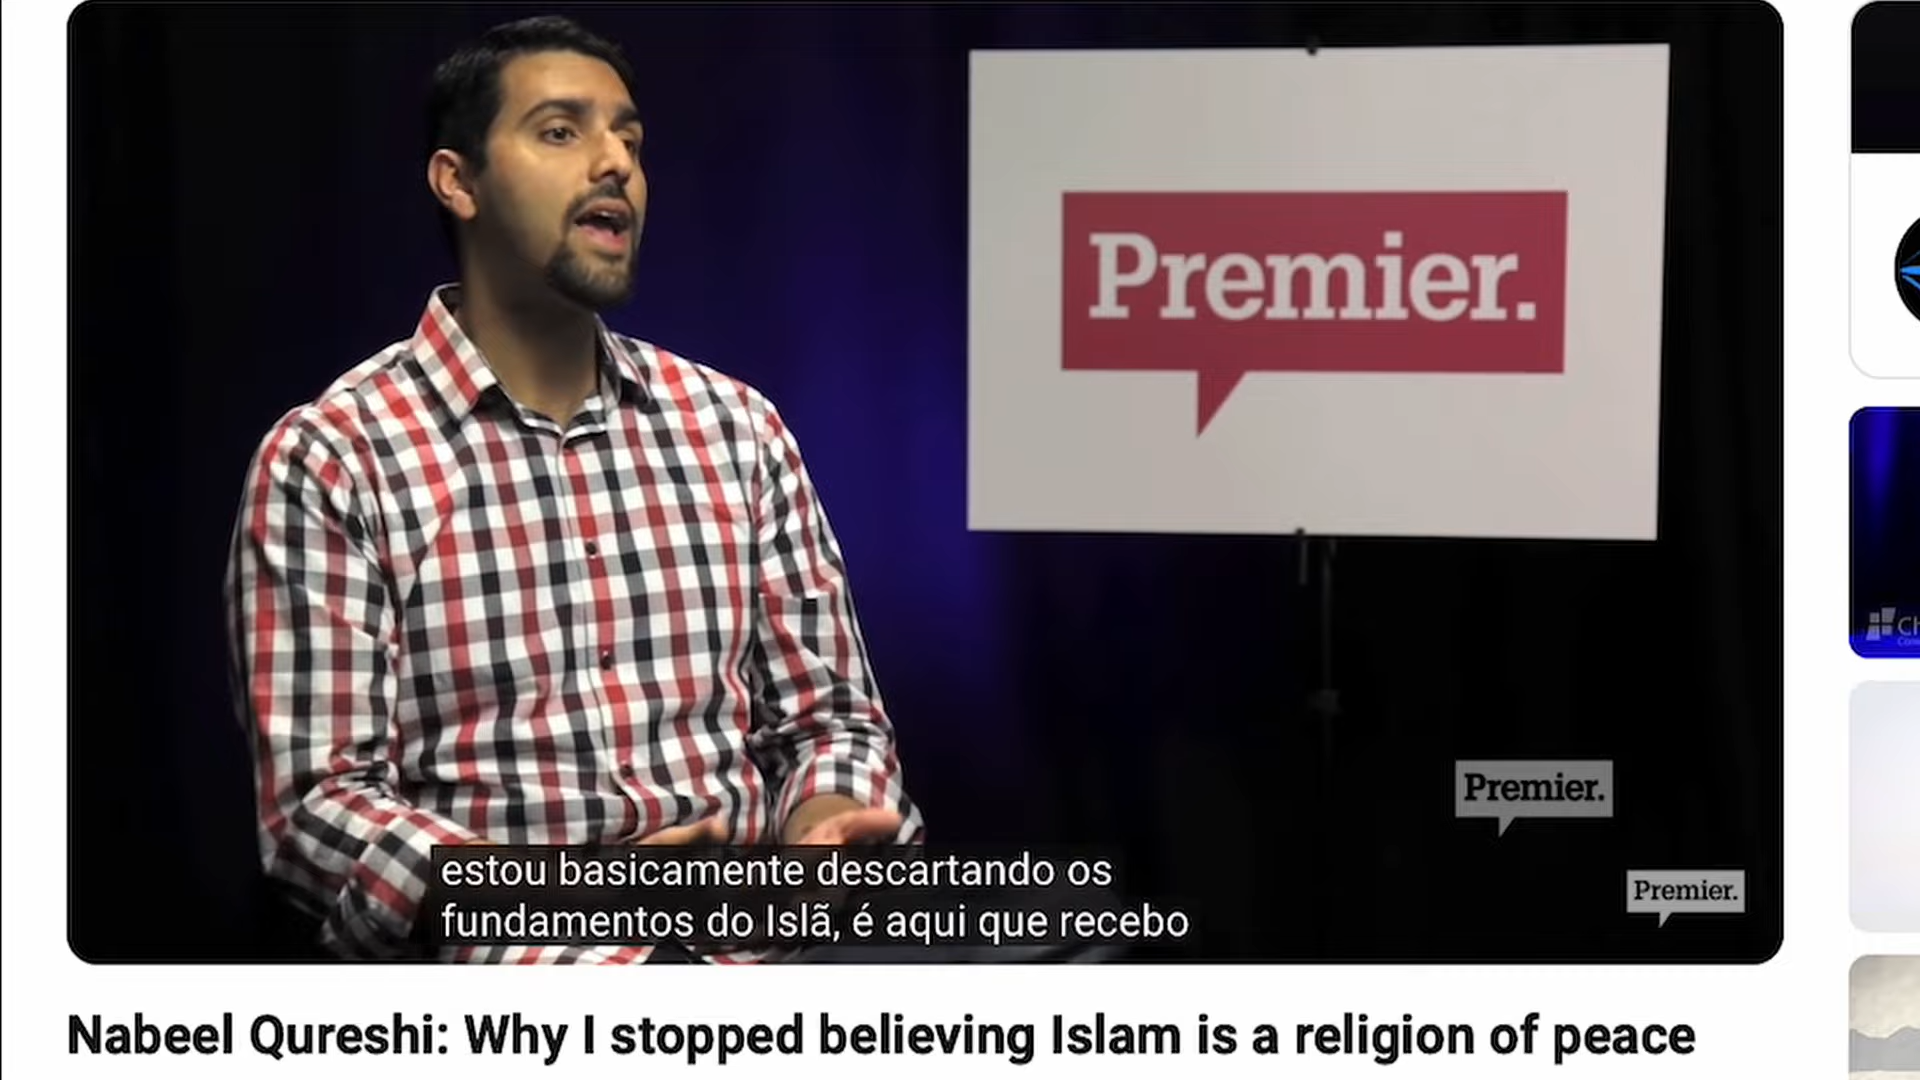 Premier.
Premier.
Premier.
estou basicamente descartando os
fundamentos do Islã, é aqui que recebo
Nabeel Qureshi: Why I stopped believing Islam is a religion of peace